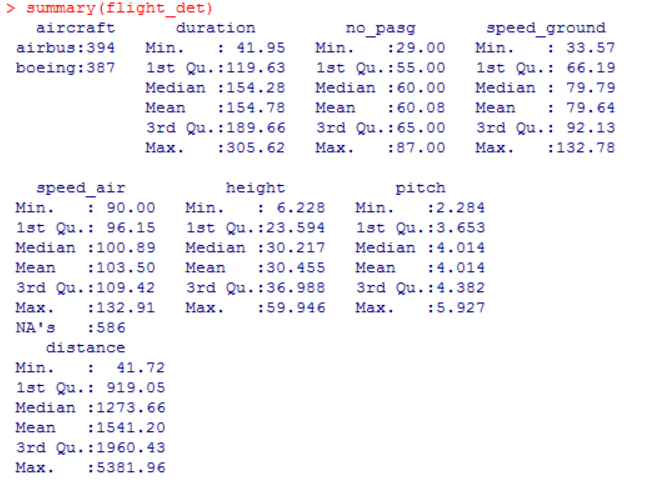 > summary(flight_det)
aircraft duration no_pasg speed_ground
airbus:394 Min. : 41.95 Min. :29.00 Min. : 33.57
boeing:387 1st Qu.:119.63 1st Qu.:55.00 1st Qu.: 66.19
Median :154.28 Median :60.00 Median : 79.79
Mean :154.78 Mean :60.08 Mean : 79.64
3rd Qu.:189.66 3rd Qu.:65.00 3rd Qu.: 92.13
Max. :305.62 Max. :87.00 Max. :132.78
speed_air height pitch
Min. : 90.00 Min. : 6.228 Min. :2.284
1st Qu.: 96.15 1st Qu.:23.594 1st Qu.:3.653
Median :100.89 Median :30.217 Median :4.014
Mean :103.50 Mean :30.455 Mean :4.014
3rd Qu.:109.42 3rd Qu.:36.988 3rd Qu.:4.382
Max. :132.91 Max. :59.946 Max. :5.927
NA's :586
distance
Min. : 41.72
1st Qu.: 919.05
Median :1273.66
Mean :1541.20
3rd Qu.:1960.43
Max. :5381.96